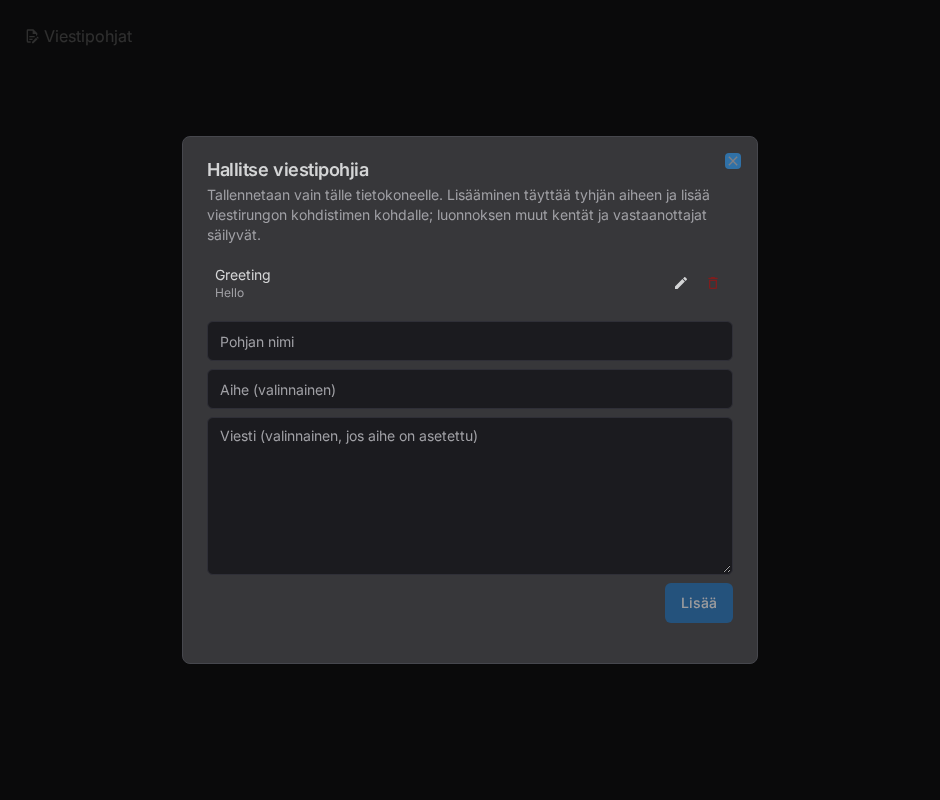 Viestipohjat
Hallitse viestipohjia
Tallennetaan vain tälle tietokoneelle. Lisääminen täyttää tyhjän aiheen ja lisää
viestirungon kohdistimen kohdalle; luonnoksen muut kentät ja vastaanottajat
säilyvät.
Greeting
Hello
Pohjan nimi
Aihe (valinnainen)
Viesti (valinnainen, jos aihe on asetettu)
Lisää